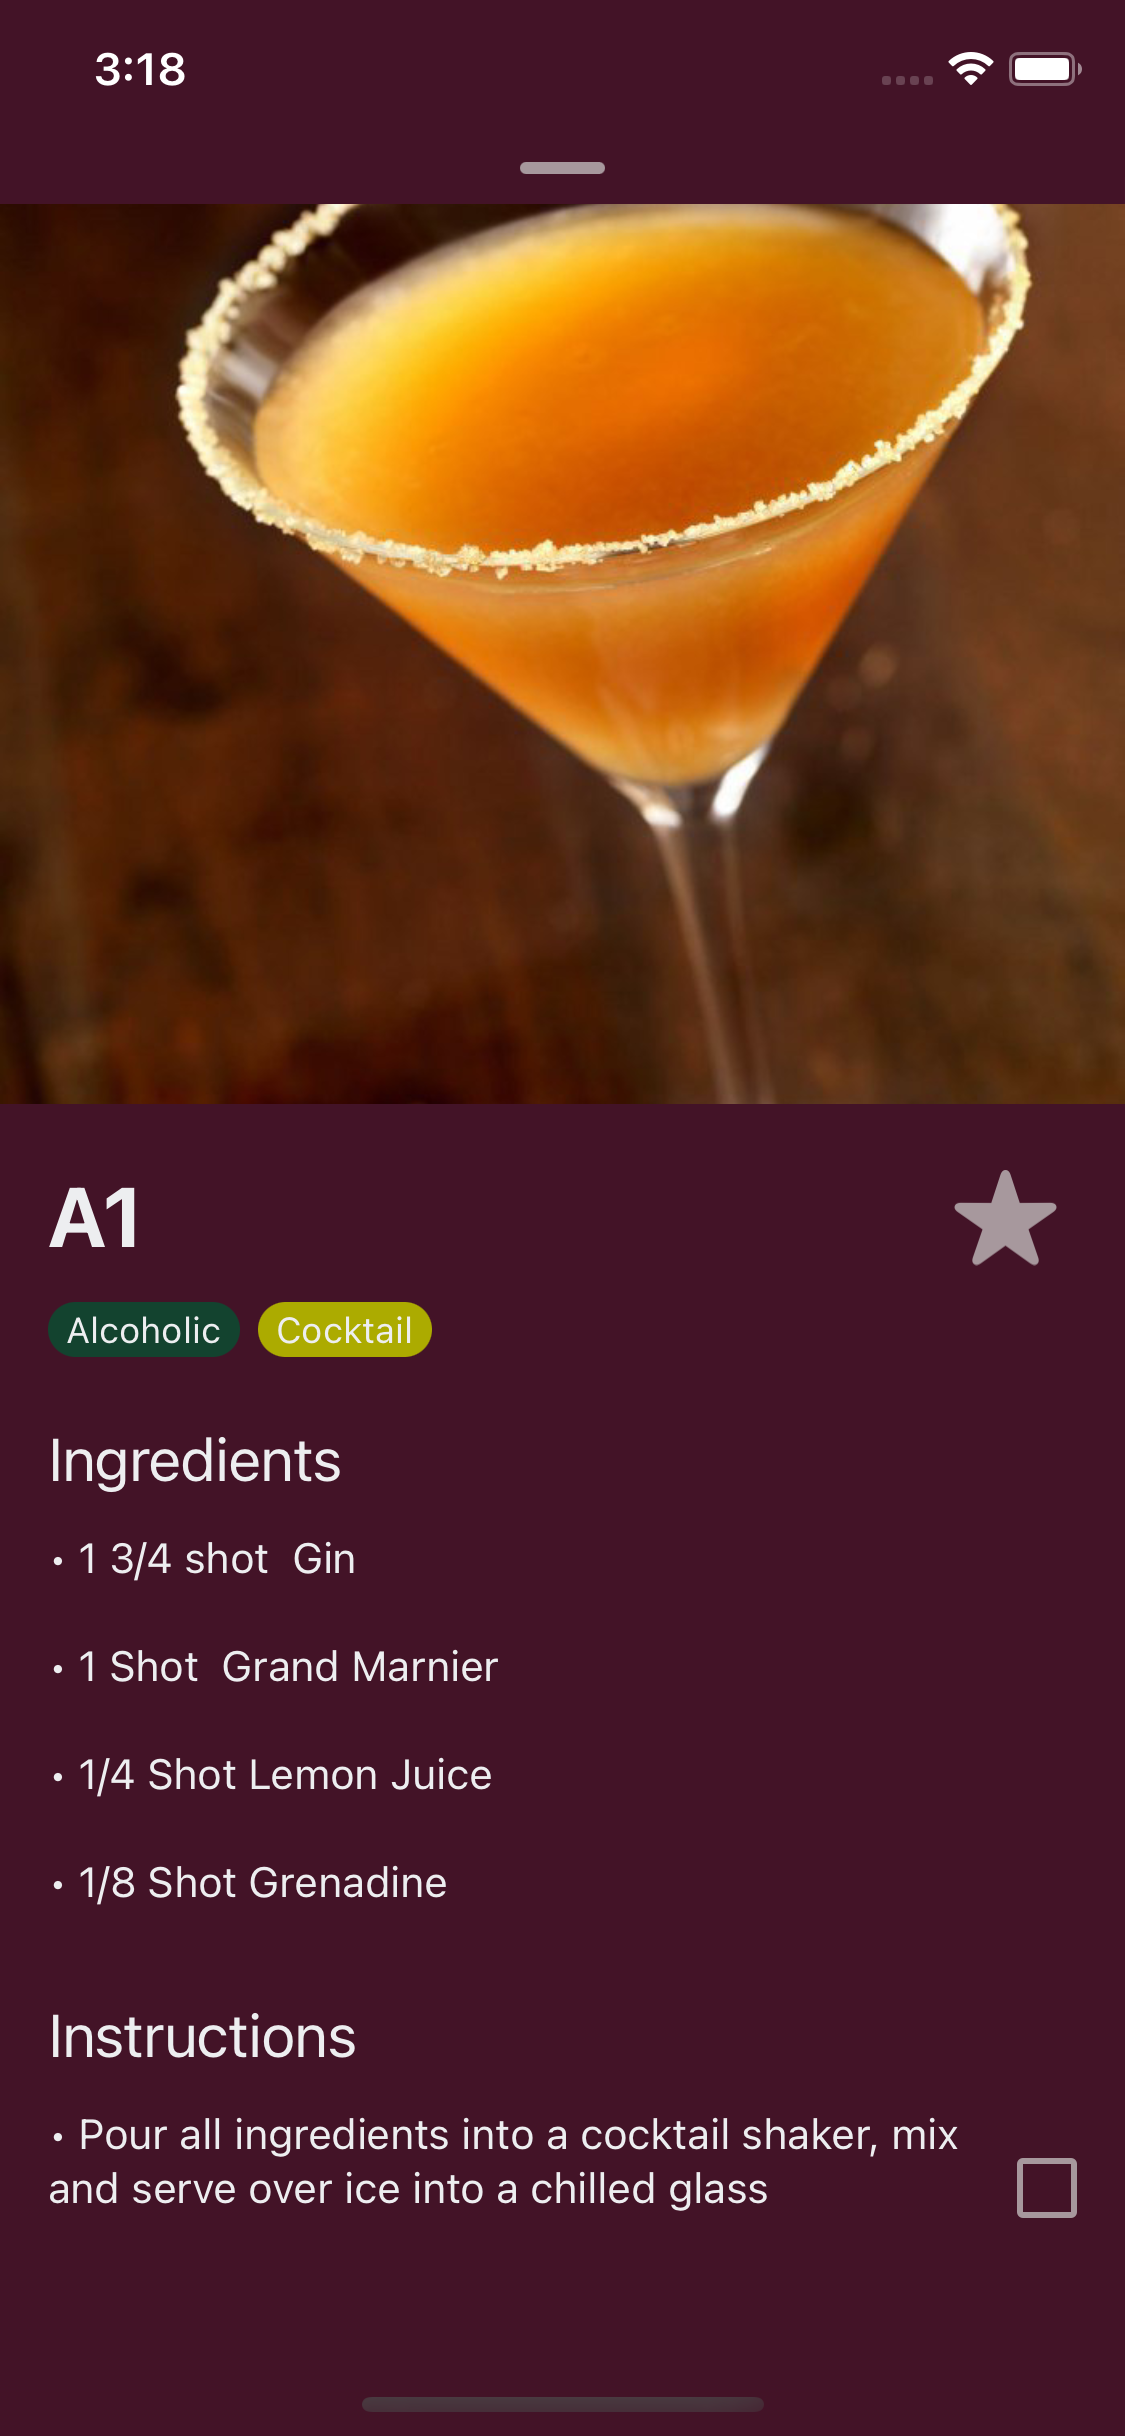 3:18
A1
Alcoholic Cocktail
Ingredients
• 1 3/4 shot  Gin
• 1 Shot  Grand Marnier
• 1/4 Shot Lemon Juice
• 1/8 Shot Grenadine
Instructions
• Pour all ingredients into a cocktail shaker, mix
and serve over ice into a chilled glass